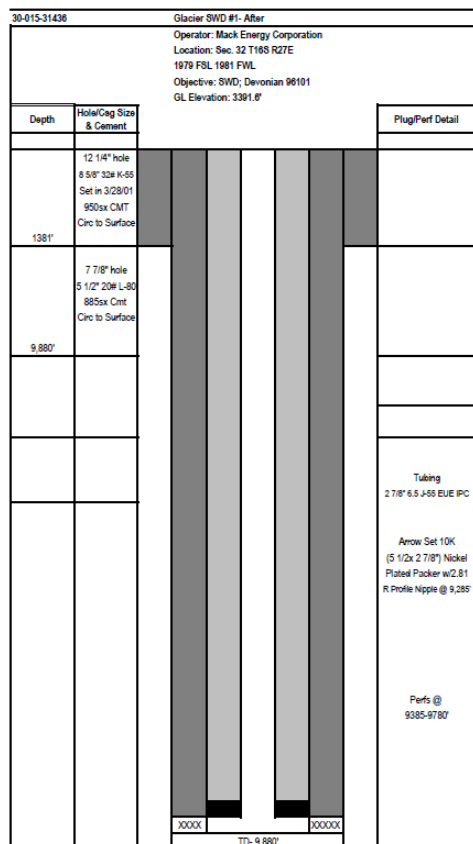 30-015-31436 Glacier SWD #1- After
Operator: Mack Energy Corporation
Location: Sec. 32 T16S R27E
1979 FSL 1981 FWL
Objective: SWD; Devonian 96101
GL Elevation: 3391.6'
Depth
Hole/Csg Size
& Cement
Plug/Perf Detail
12 1/4" hole
8 5/8" 32# K-55
Set in 3/28/01
950sx CMT
Circ to Surface
1381'
7 7/8" hole
5 1/2" 20# L-80
885sx Cmt
Circ to Surface
9,880'
Tubing
2 7/8" 6.5 J-55 EUE IPC
Arrow Set 10K
(5 1/2x 2 7/8") Nickel
Plated Packer w/2.81
R Profile Nipple @ 9,285'
Perfs @
9385-9780'
XXXX XXXXX
TD- 9,880'